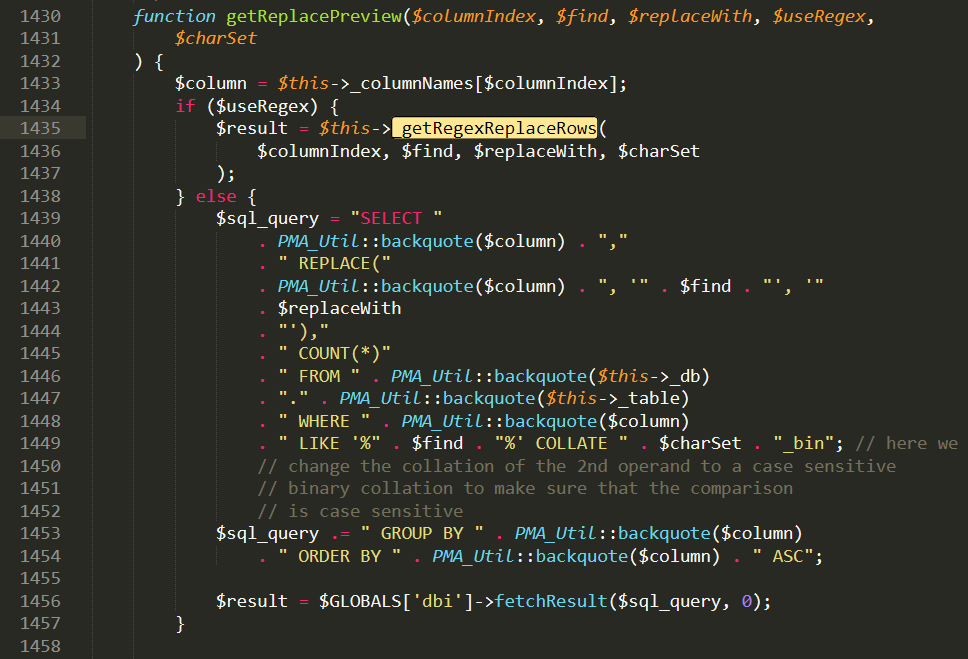 1430 function getReplacePreview($columnIndex, $find, $replaceWith, $useRegex,
1431 $charSet
1432 ) {
1433 $column = $this->_columnNames[$columnIndex];
1434 if ($useRegex) {
1435 $result = $this->_getRegexReplaceRows(
1436 $columnIndex, $find, $replaceWith, $charSet
1437 );
1438 } else {
1439 $sql_query = "SELECT "
1440 . PMA_Util::backquote($column) . ","
1441 . " REPLACE("
1442 . PMA_Util::backquote($column) . ", '" . $find . "', '"
1443 . $replaceWith
1444 . "'),"
1445 . " COUNT(*)"
1446 . " FROM " . PMA_Util::backquote($this->_db)
1447 . "." . PMA_Util::backquote($this->_table)
1448 . " WHERE " . PMA_Util::backquote($column)
1449 . " LIKE '%" . $find . "%' COLLATE " . $charSet . "_bin"; // here we
1450 // change the collation of the 2nd operand to a case sensitive
1451 // binary collation to make sure that the comparison
1452 // is case sensitive
1453 $sql_query .= " GROUP BY " . PMA_Util::backquote($column)
1454 . " ORDER BY " . PMA_Util::backquote($column) . " ASC";
1455
1456 $result = $GLOBALS['dbi']->fetchResult($sql_query, 0);
1457 }
1458